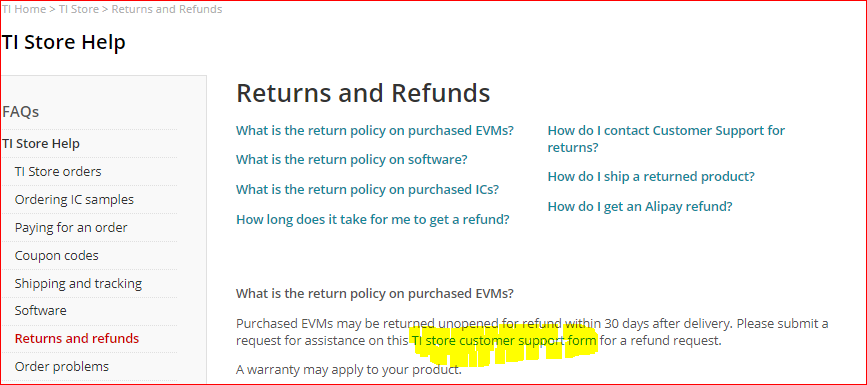 TI Home > TI Store > Returns and Refunds
TI Store Help
FAQs
TI Store Help
TI Store orders
Ordering IC samples
Paying for an order
Coupon codes
Shipping and tracking
Software
Returns and refunds
Order problems
Returns and Refunds
What is the return policy on purchased EVMs?
What is the return policy on software?
What is the return policy on purchased ICs?
How long does it take for me to get a refund?
How do I contact Customer Support for
returns?
How do I ship a returned product?
How do I get an Alipay refund?
What is the return policy on purchased EVMs?
Purchased EVMs may be returned unopened for refund within 30 days after delivery. Please submit a
request for assistance on this TI store customer support form for a refund request.
A warranty may apply to your product.